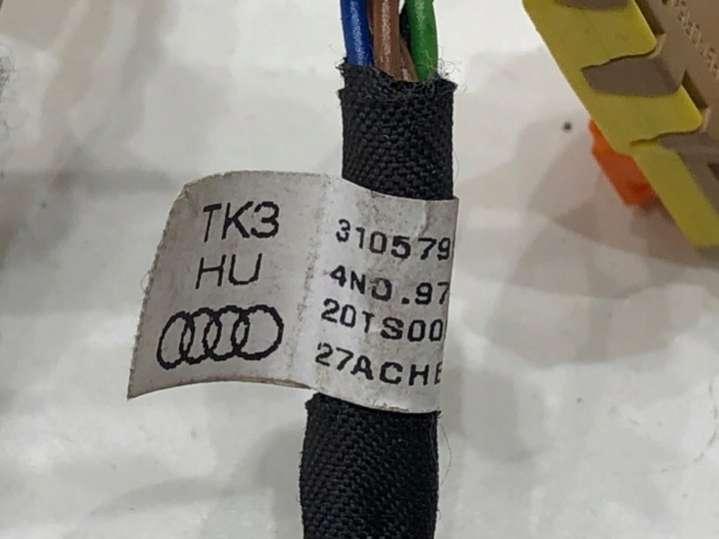 TK3
HU
310579
4N0.97
20TS00
27ACHE